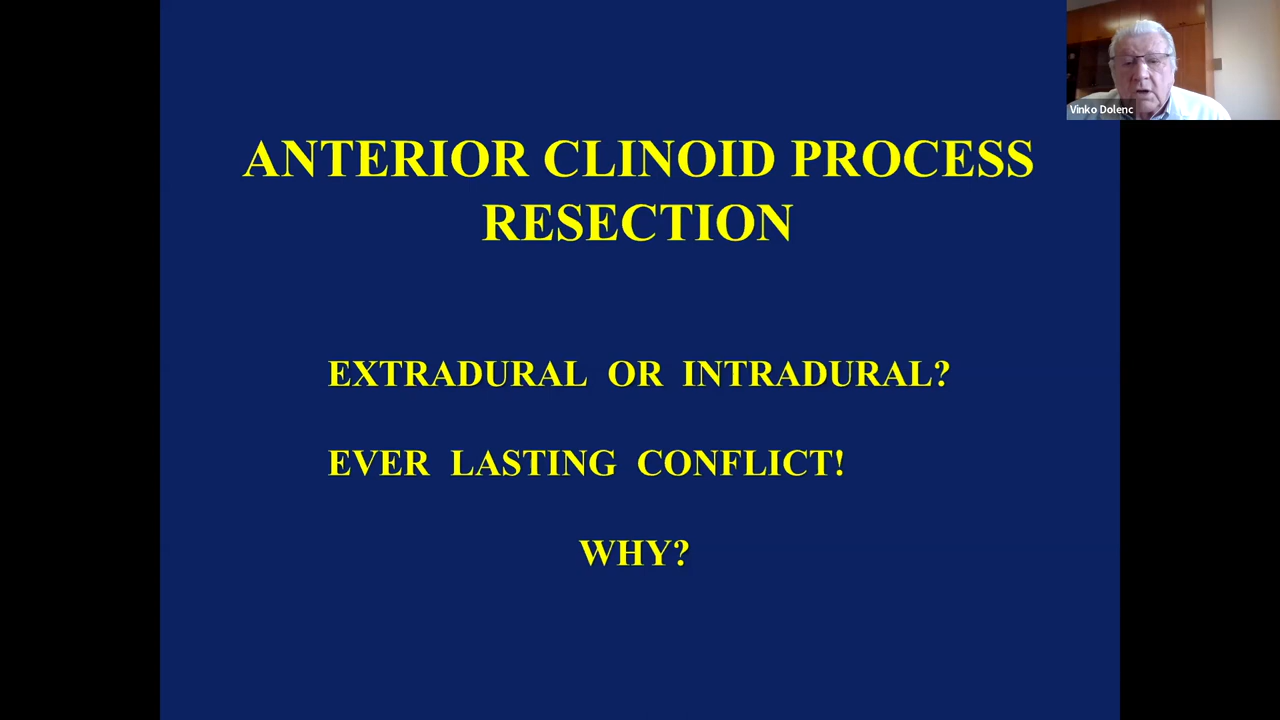 Vinko Dolenc
ANTERIOR CLINOID PROCESS
RESECTION
EXTRADURAL OR INTRADURAL?
EVER LASTING CONFLICT!
WHY?